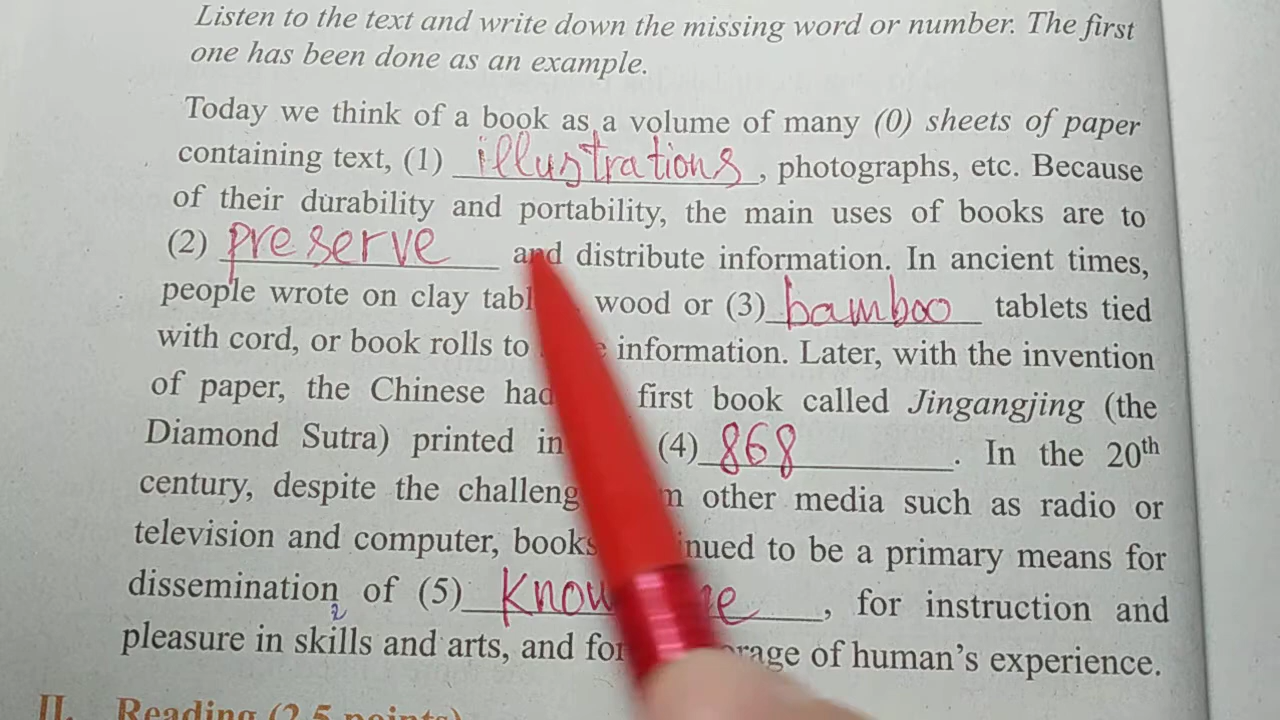 Listen to the text and write down the missing word or number. The first
one has been done as an example.
Today we think of a book as a volume of many (0) sheets of paper
containing text, (1) illustrations, photographs, etc. Because
of their durability and portability, the main uses of books are to
(2) preserve and distribute information. In ancient times,
people wrote on clay wood or (3) bamboo tablets tied
with cord, or book rolls to information. Later, with the invention
of paper, the Chinese had first book called Jingangjing (the
Diamond Sutra) printed in (4) 868. In the 20th
century, despite the other media such as radio or
television and computer, books to be a primary means for
dissemination of (5) , for instruction and
2
pleasure in skills and arts, and of human's experience.
II. Reading (2.5 points)